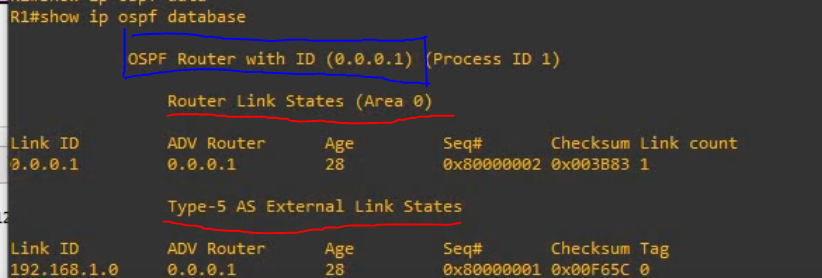 R1#show ip ospf database
OSPF Router with ID (0.0.0.1) (Process ID 1)
Router Link States (Area 0)
Link ID ADV Router Age Seq# Checksum Link count
0.0.0.1 0.0.0.1 28 0x80000002 0x003B83 1
Type-5 AS External Link States
Link ID ADV Router Age Seq# Checksum Tag
192.168.1.0 0.0.0.1 28 0x80000001 0x00F65C 0